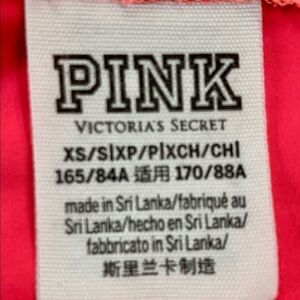 PINK
VICTORIA'S SECRET
XS/S|XP/P|XCH/CH|
165/84A 适用 170/88A
made in Sri Lanka/fabriqué au
Sri Lanka/hecho en Sri Lanka/
fabbricato in Sri Lanka/
斯里兰卡制造